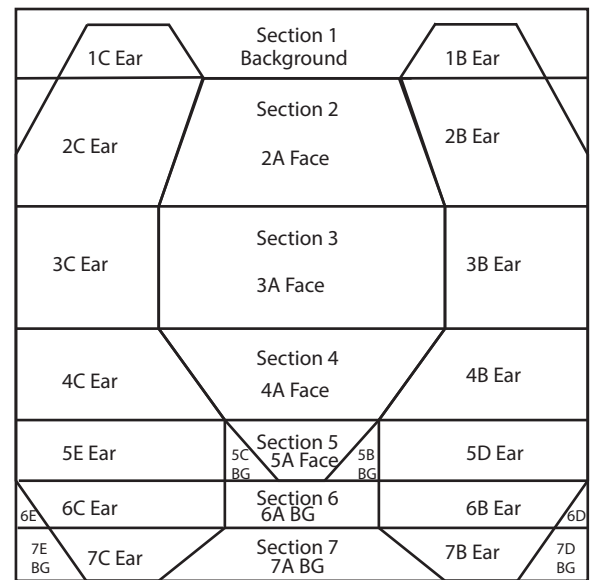 Section 1
Background
1C Ear
1B Ear
Section 2
2A Face
2C Ear
2B Ear
Section 3
3A Face
3C Ear
3B Ear
Section 4
4A Face
4C Ear
4B Ear
Section 5
5A Face
5E Ear
5C
BG
5B
BG
5D Ear
Section 6
6A BG
6E
6C Ear
6B Ear
6D
Section 7
7A BG
7E
BG
7C Ear
7B Ear
7D
BG